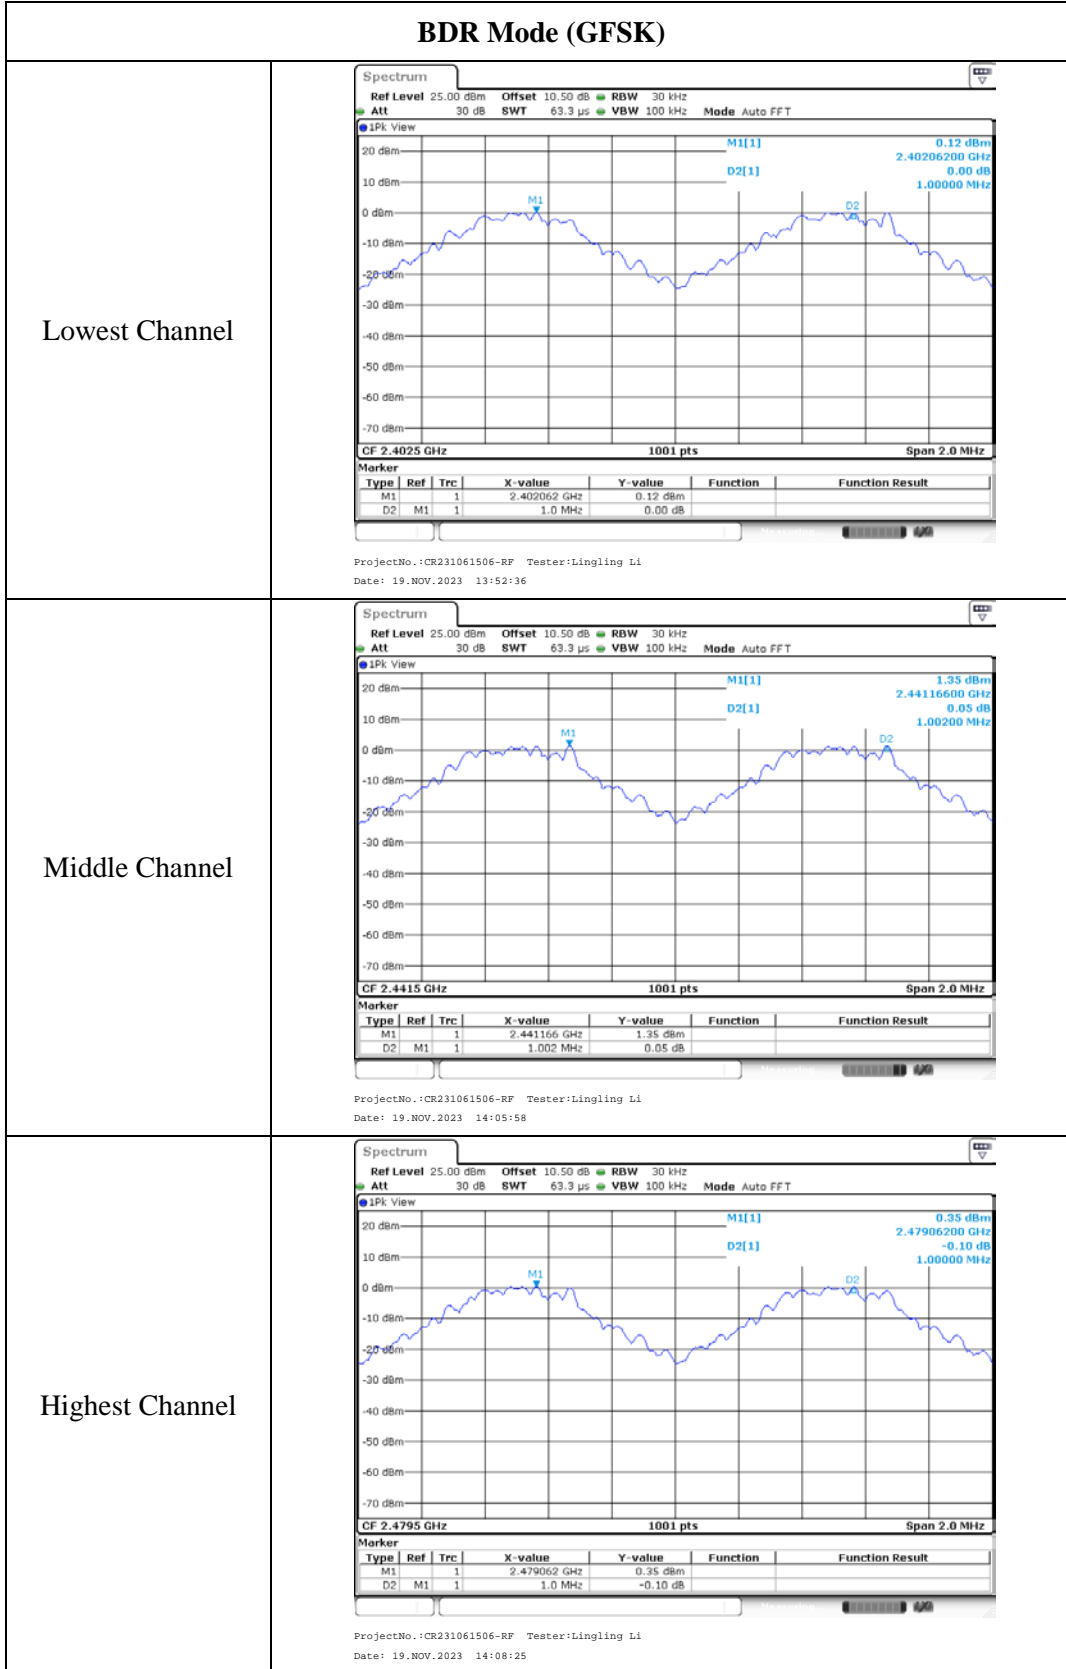 BDR Mode (GFSK)
Lowest Channel
Spectrum
Ref Level 25.00 dBm Offset 10.50 dB RBW 30 kHz
Att 30 dB SWT 63.3 µs VBW 100 kHz Mode Auto FFT
1Pk View
M1[1] 0.12 dBm
2.40206200 GHz
D2[1] 0.00 dB
1.00000 MHz
20 dBm
10 dBm
M1
D2
0 dBm
-10 dBm
-20 dBm
-30 dBm
-40 dBm
-50 dBm
-60 dBm
-70 dBm
CF 2.4025 GHz 1001 pts Span 2.0 MHz
Marker
Type Ref Trc X-value Y-value Function Function Result
M1 1 2.402062 GHz 0.12 dBm
D2 M1 1 1.0 MHz 0.00 dB
ProjectNo.:CR231061506-RF Tester:Lingling Li
Date: 19.NOV.2023 13:52:36
Middle Channel
Spectrum
Ref Level 25.00 dBm Offset 10.50 dB RBW 30 kHz
Att 30 dB SWT 63.3 µs VBW 100 kHz Mode Auto FFT
1Pk View
M1[1] 1.35 dBm
2.44116600 GHz
D2[1] 0.05 dB
1.00200 MHz
20 dBm
10 dBm
M1
D2
0 dBm
-10 dBm
-20 dBm
-30 dBm
-40 dBm
-50 dBm
-60 dBm
-70 dBm
CF 2.4415 GHz 1001 pts Span 2.0 MHz
Marker
Type Ref Trc X-value Y-value Function Function Result
M1 1 2.441166 GHz 1.35 dBm
D2 M1 1 1.002 MHz 0.05 dB
ProjectNo.:CR231061506-RF Tester:Lingling Li
Date: 19.NOV.2023 14:05:58
Highest Channel
Spectrum
Ref Level 25.00 dBm Offset 10.50 dB RBW 30 kHz
Att 30 dB SWT 63.3 µs VBW 100 kHz Mode Auto FFT
1Pk View
M1[1] 0.35 dBm
2.47906200 GHz
D2[1] -0.10 dB
1.00000 MHz
20 dBm
10 dBm
M1
D2
0 dBm
-10 dBm
-20 dBm
-30 dBm
-40 dBm
-50 dBm
-60 dBm
-70 dBm
CF 2.4795 GHz 1001 pts Span 2.0 MHz
Marker
Type Ref Trc X-value Y-value Function Function Result
M1 1 2.479062 GHz 0.35 dBm
D2 M1 1 1.0 MHz -0.10 dB
ProjectNo.:CR231061506-RF Tester:Lingling Li
Date: 19.NOV.2023 14:08:25